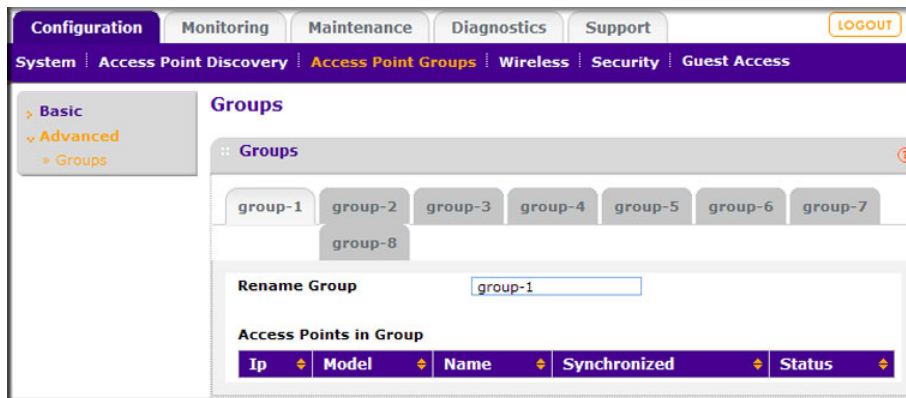 Configuration Monitoring Maintenance Diagnostics Support LOGOUT
System Access Point Discovery Access Point Groups Wireless Security Guest Access
Basic
Advanced
» Groups
Groups
Groups
group-1 group-2 group-3 group-4 group-5 group-6 group-7
group-8
Rename Group group-1
Access Points in Group
Ip Model Name Synchronized Status